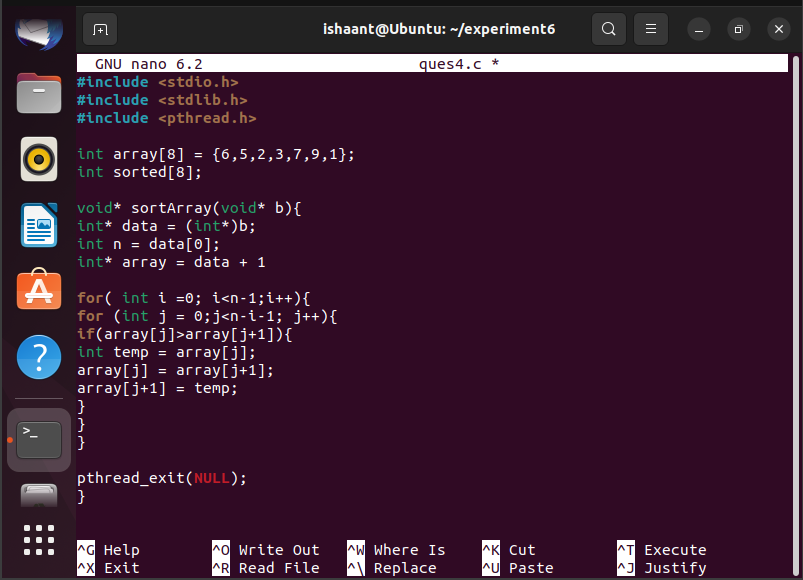 ishaant@Ubuntu: ~/experiment6
GNU nano 6.2 ques4.c *
#include <stdio.h>
#include <stdlib.h>
#include <pthread.h>
int array[8] = {6,5,2,3,7,9,1};
int sorted[8];
void* sortArray(void* b){
int* data = (int*)b;
int n = data[0];
int* array = data + 1
for( int i =0; i<n-1;i++){
for (int j = 0;j<n-i-1; j++){
if(array[j]>array[j+1]){
int temp = array[j];
array[j] = array[j+1];
array[j+1] = temp;
}
}
}
pthread_exit(NULL);
}
^G Help ^O Write Out ^W Where Is ^K Cut ^T Execute
^X Exit ^R Read File ^\ Replace ^U Paste ^J Justify